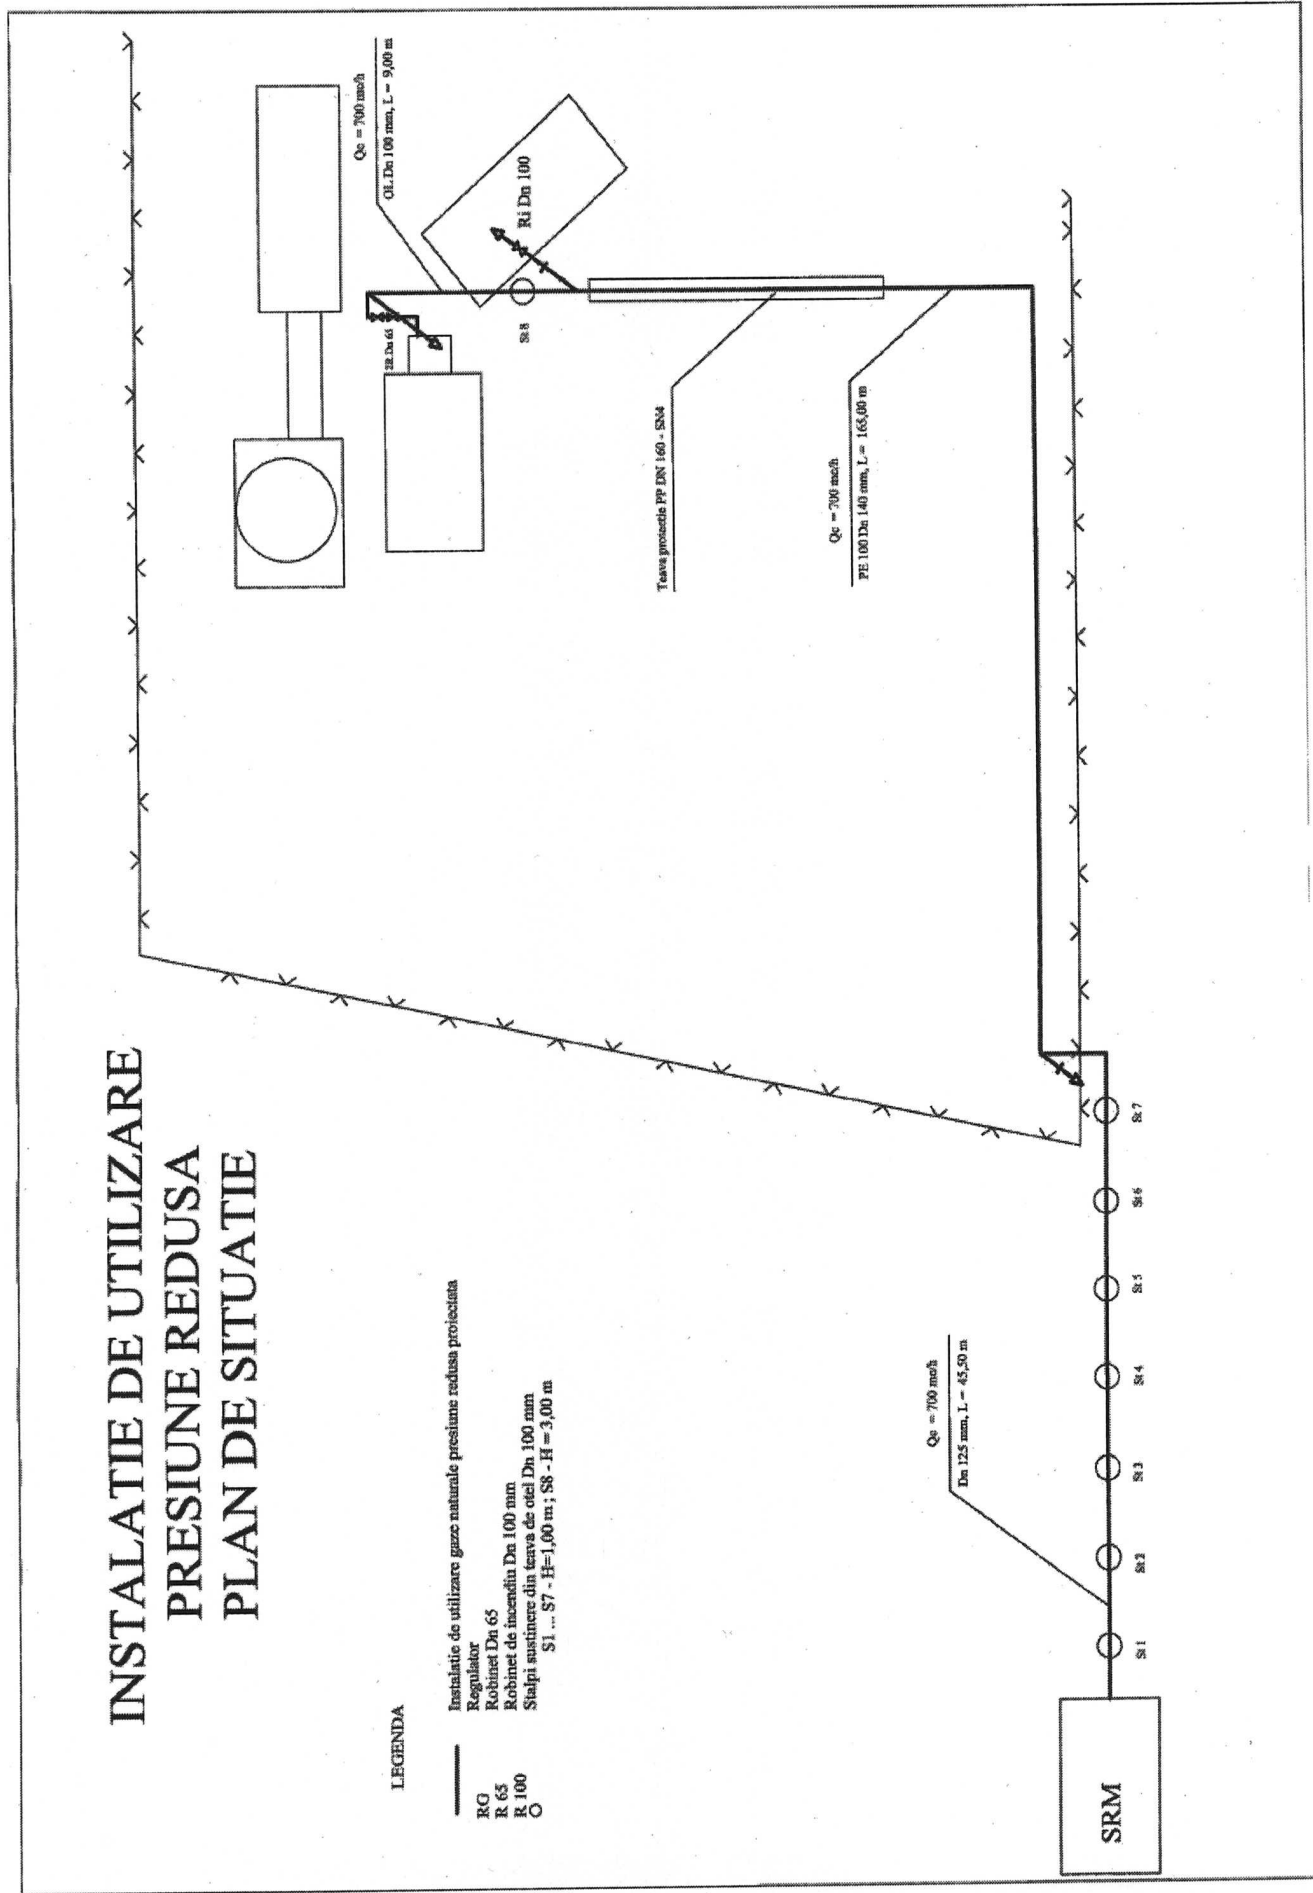 INSTALATIE DE UTILIZARE
PRESIUNE REDUSA
PLAN DE SITUATIE
LEGENDA
Instalatie de utilizare gaze naturale presiune redusa proiectata
RG Regulator
R 65 Robinet Dn 65
R 100 Robinet de incendiu Dn 100 mm
Stalpi sustinere din teava de otel Dn 100 mm
S1 ... S7 - H=1,00 m ; S8 - H = 3,00 m
Qc = 700 mc/h
OL Dn 100 mm, L = 9,00 m
Ri Dn 100
2R Dn 65
St 8
Teava protectie PP DN 160 - SN4
Qc = 700 mc/h
PE 100 Dn 140 mm, L = 165,00 m
Qc = 700 mc/h
Dn 125 mm, L = 45,50 m
SRM
St 1
St 2
St 3
St 4
St 5
St 6
St 7